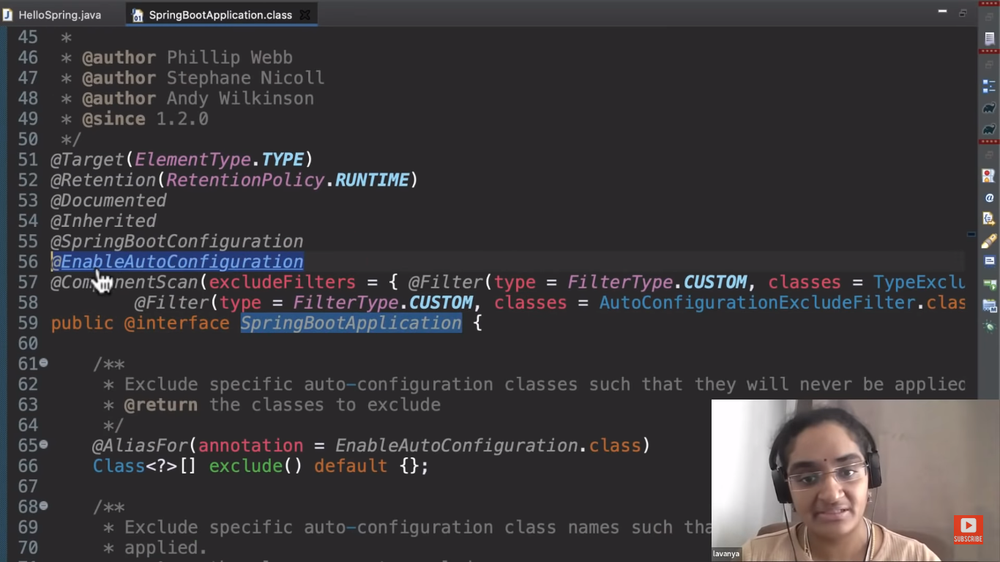 HelloSpring.java SpringBootApplication.class
45 *
46 * @author Phillip Webb
47 * @author Stephane Nicoll
48 * @author Andy Wilkinson
49 * @since 1.2.0
50 */
51 @Target(ElementType.TYPE)
52 @Retention(RetentionPolicy.RUNTIME)
53 @Documented
54 @Inherited
55 @SpringBootConfiguration
56 @EnableAutoConfiguration
57 @ComponentScan(excludeFilters = { @Filter(type = FilterType.CUSTOM, classes = TypeExclu
58 @Filter(type = FilterType.CUSTOM, classes = AutoConfigurationExcludeFilter.clas
59 public @interface SpringBootApplication {
60
61 /**
62 * Exclude specific auto-configuration classes such that they will never be applied
63 * @return the classes to exclude
64 */
65 @AliasFor(annotation = EnableAutoConfiguration.class)
66 Class<?>[] exclude() default {};
67
68 /**
69 * Exclude specific auto-configuration class names such tha
70 * applied.
SUBSCRIBE
lavanya